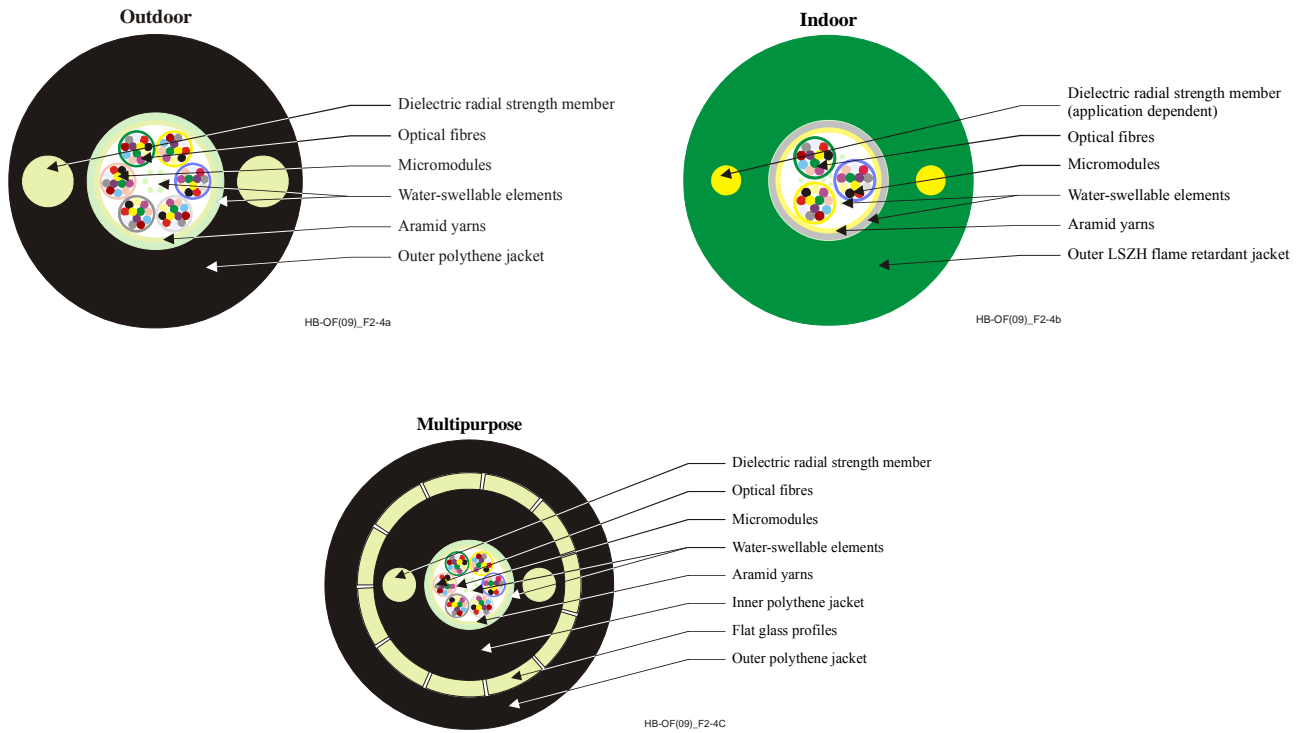 Outdoor
Dielectric radial strength member
Optical fibres
Micromodules
Water-swellable elements
Aramid yarns
Outer polythene jacket
HB-OF(09)_F2-4a
Indoor
Dielectric radial strength member
(application dependent)
Optical fibres
Micromodules
Water-swellable elements
Aramid yarns
Outer LSZH flame retardant jacket
HB-OF(09)_F2-4b
Multipurpose
Dielectric radial strength member
Optical fibres
Micromodules
Water-swellable elements
Aramid yarns
Inner polythene jacket
Flat glass profiles
Outer polythene jacket
HB-OF(09)_F2-4C